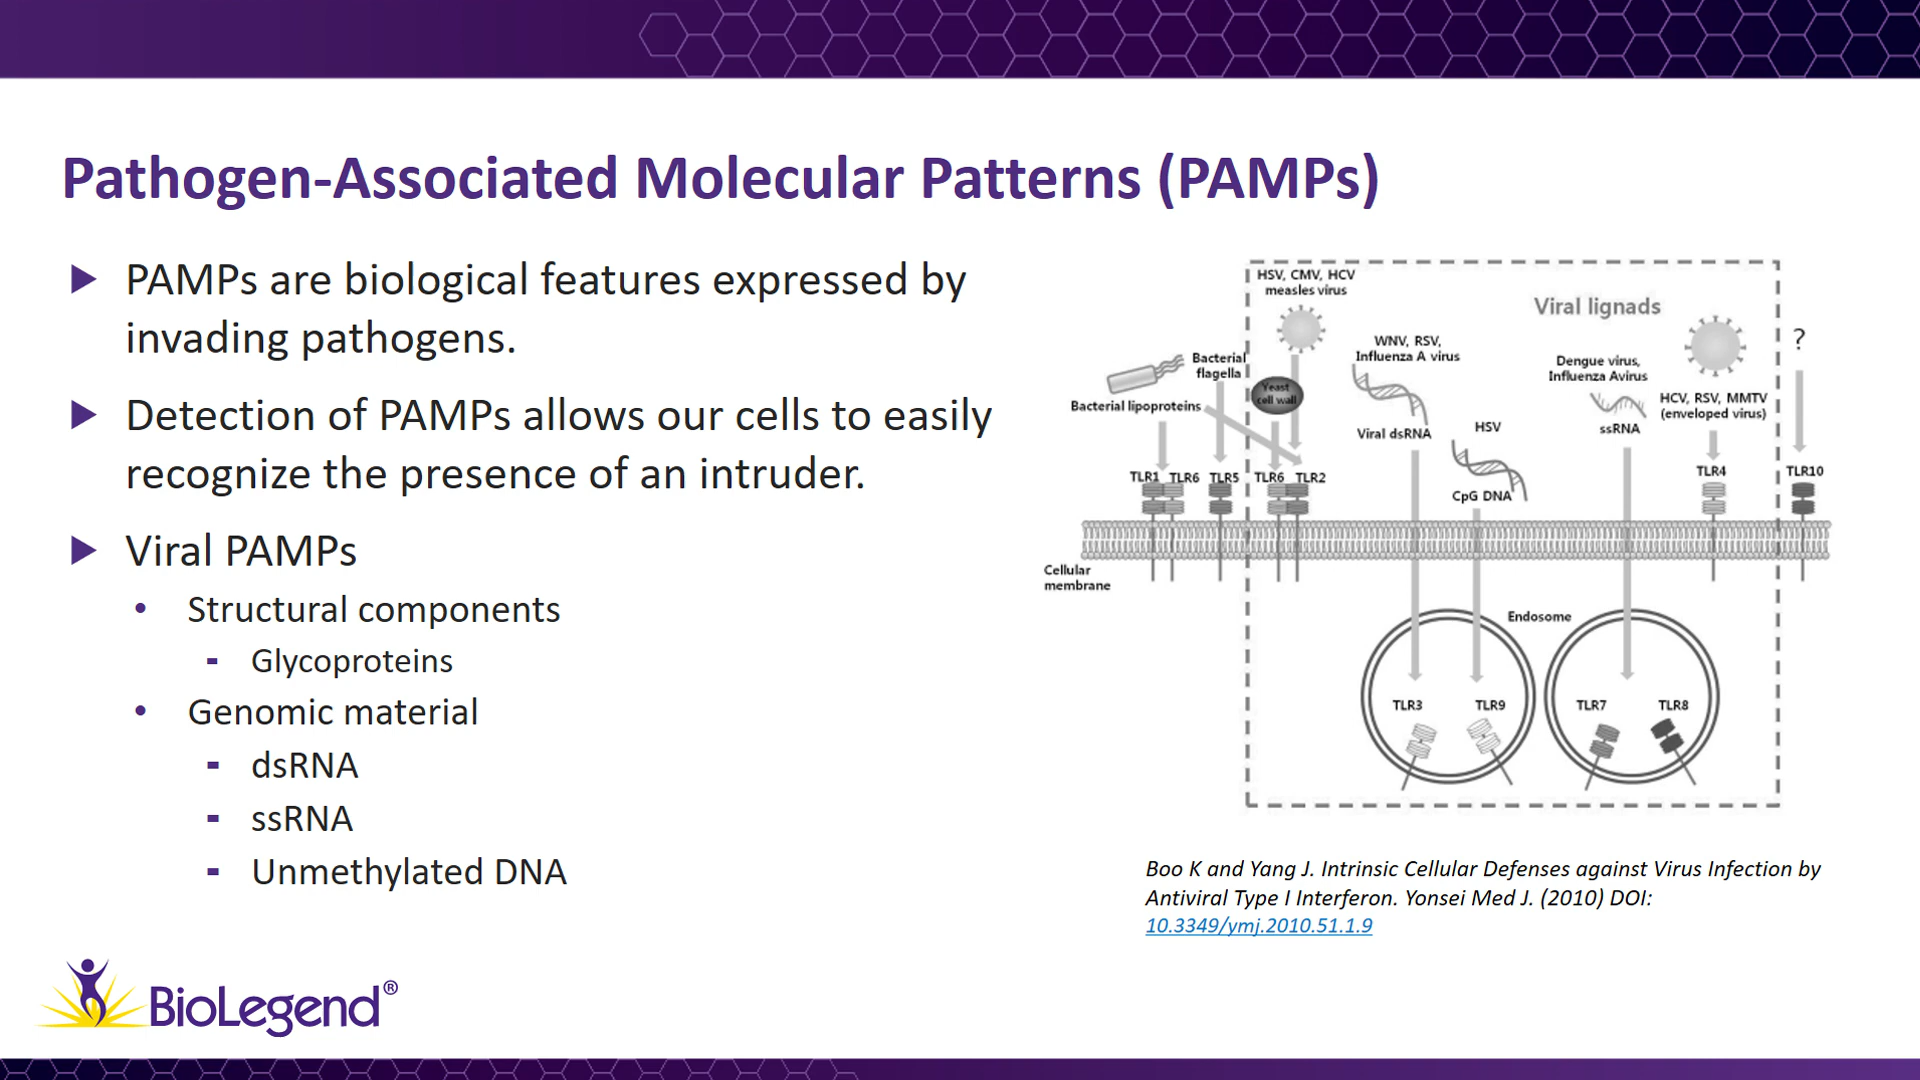 Pathogen-Associated Molecular Patterns (PAMPs)
PAMPs are biological features expressed by
invading pathogens.
Detection of PAMPs allows our cells to easily
recognize the presence of an intruder.
Viral PAMPs
Structural components
Glycoproteins
Genomic material
dsRNA
ssRNA
Unmethylated DNA
HSV, CMV, HCV
measles virus
Viral lignads
?
WNV, RSV,
Influenza A virus
Bacterial
flagella
Dengue virus,
Influenza Avirus
Yeast
cell wall
HCV, RSV, MMTV
(enveloped virus)
Bacterial lipoproteins
Viral dsRNA
HSV
ssRNA
TLR1
TLR6
TLR5
TLR6
TLR2
CpG DNA
TLR4
TLR10
Cellular
membrane
Endosome
TLR3
TLR9
TLR7
TLR8
Boo K and Yang J. Intrinsic Cellular Defenses against Virus Infection by
Antiviral Type I Interferon. Yonsei Med J. (2010) DOI:
10.3349/ymj.2010.51.1.9
BioLegend®